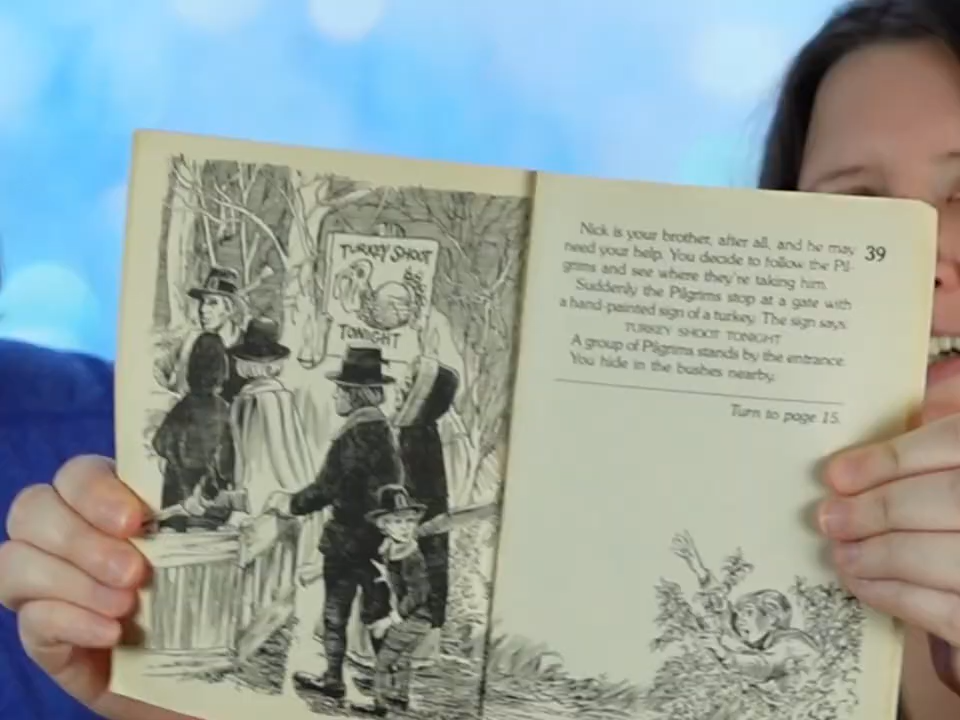 TURKEY SHOOT
TONIGHT
Nick is your brother, after all, and he may
need your help. You decide to follow the Pil-
grims and see where they're taking him.
Suddenly the Pilgrims stop at a gate with
a hand-painted sign of a turkey. The sign says:
TURKEY SHOOT TONIGHT
A group of Pilgrims stands by the entrance.
You hide in the bushes nearby.
Turn to page 15.
39